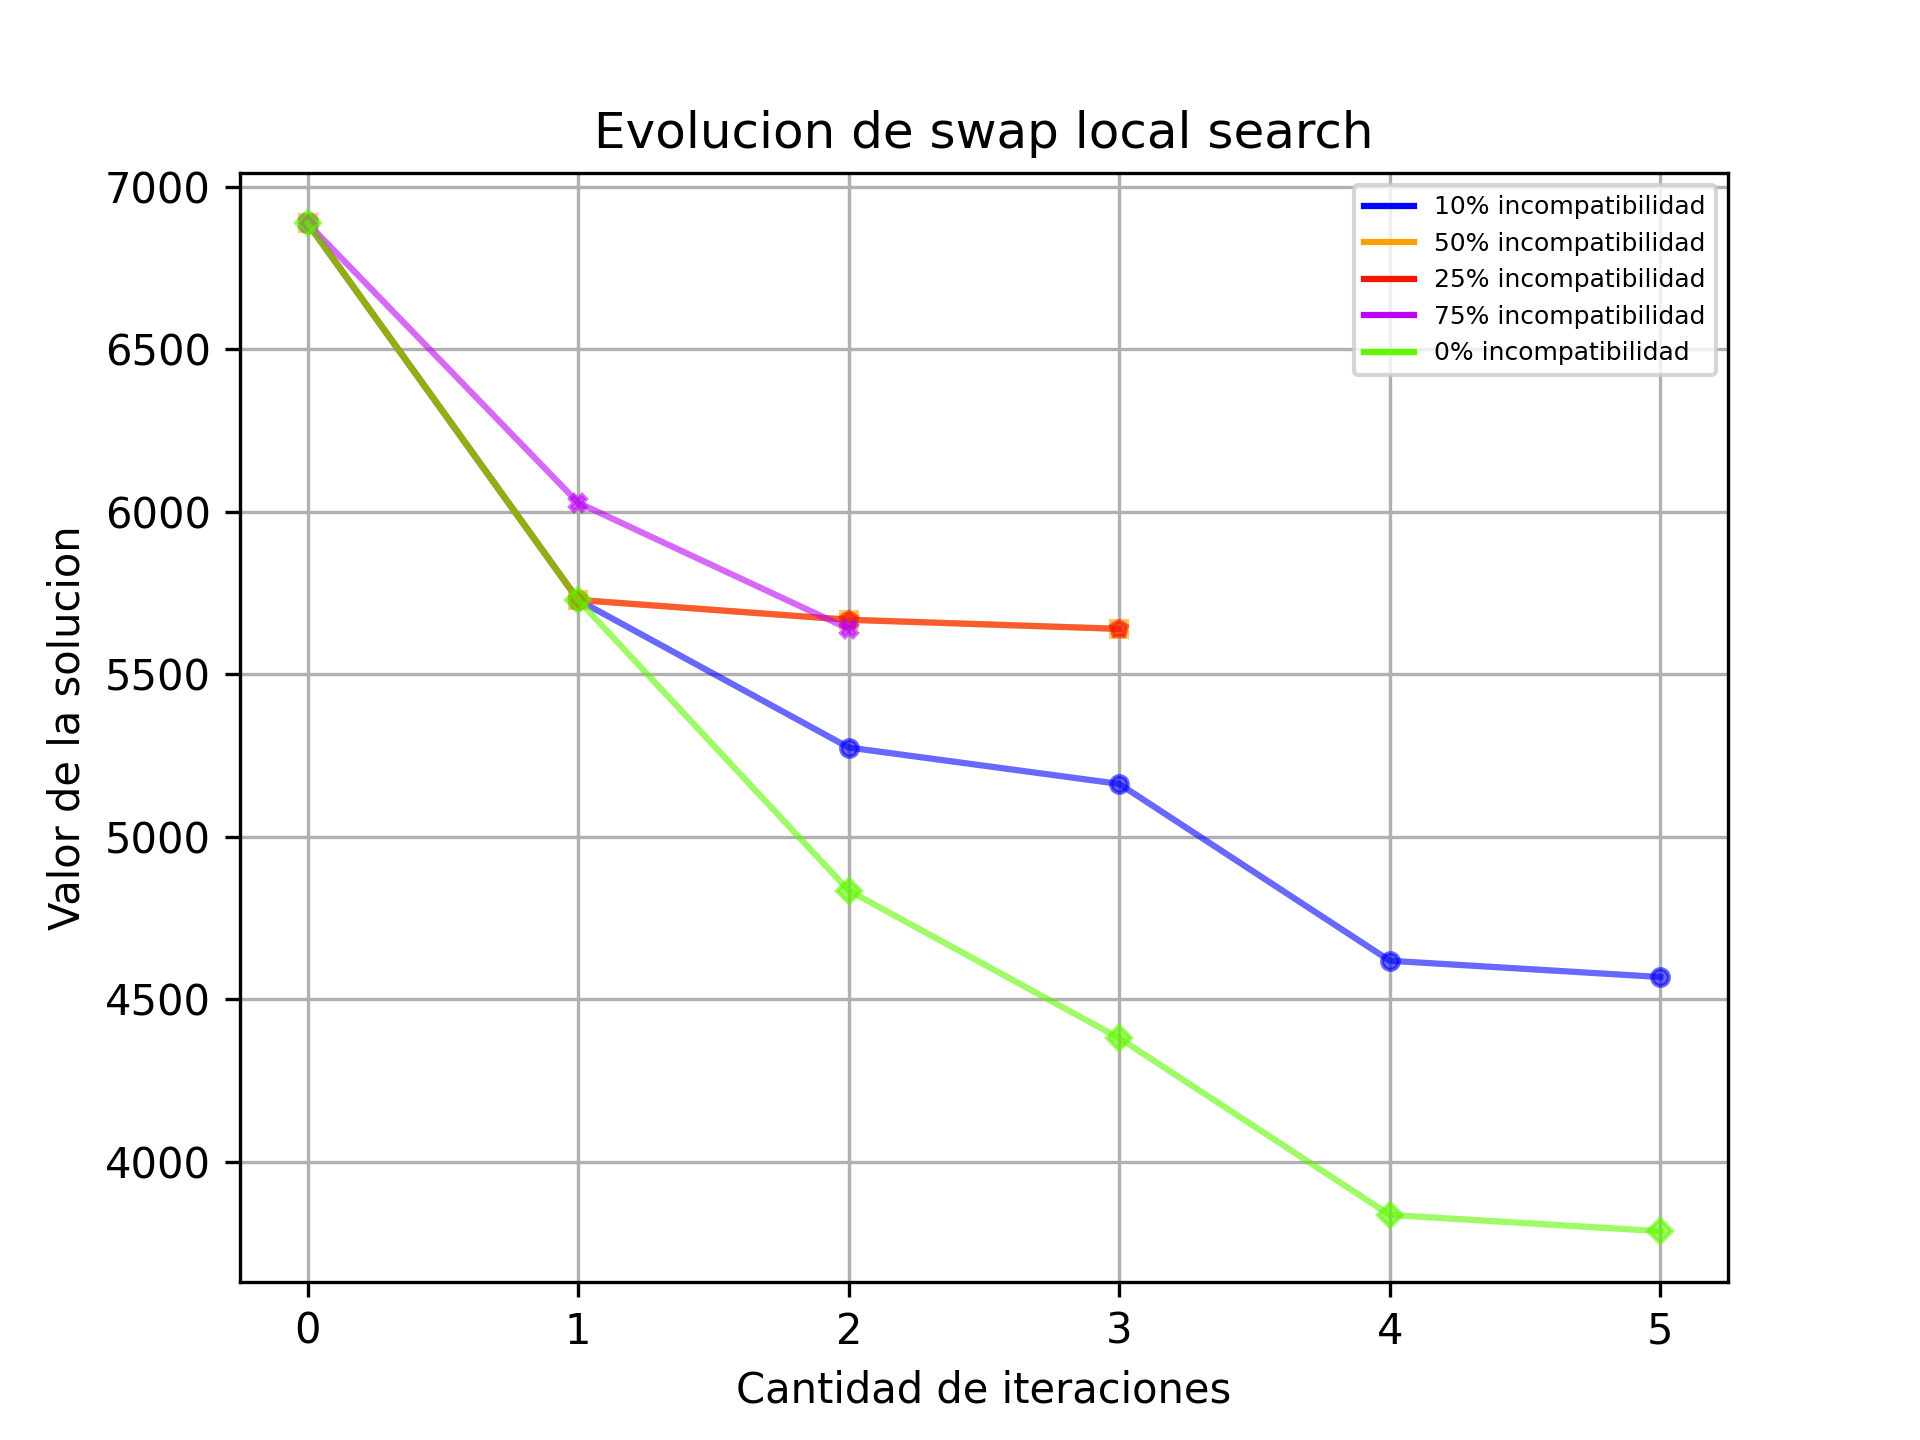 Evolucion de swap local search
7000
6500
6000
5500
5000
4500
4000
Valor de la solucion
10% incompatibilidad
50% incompatibilidad
25% incompatibilidad
75% incompatibilidad
0% incompatibilidad
0 1 2 3 4 5
Cantidad de iteraciones